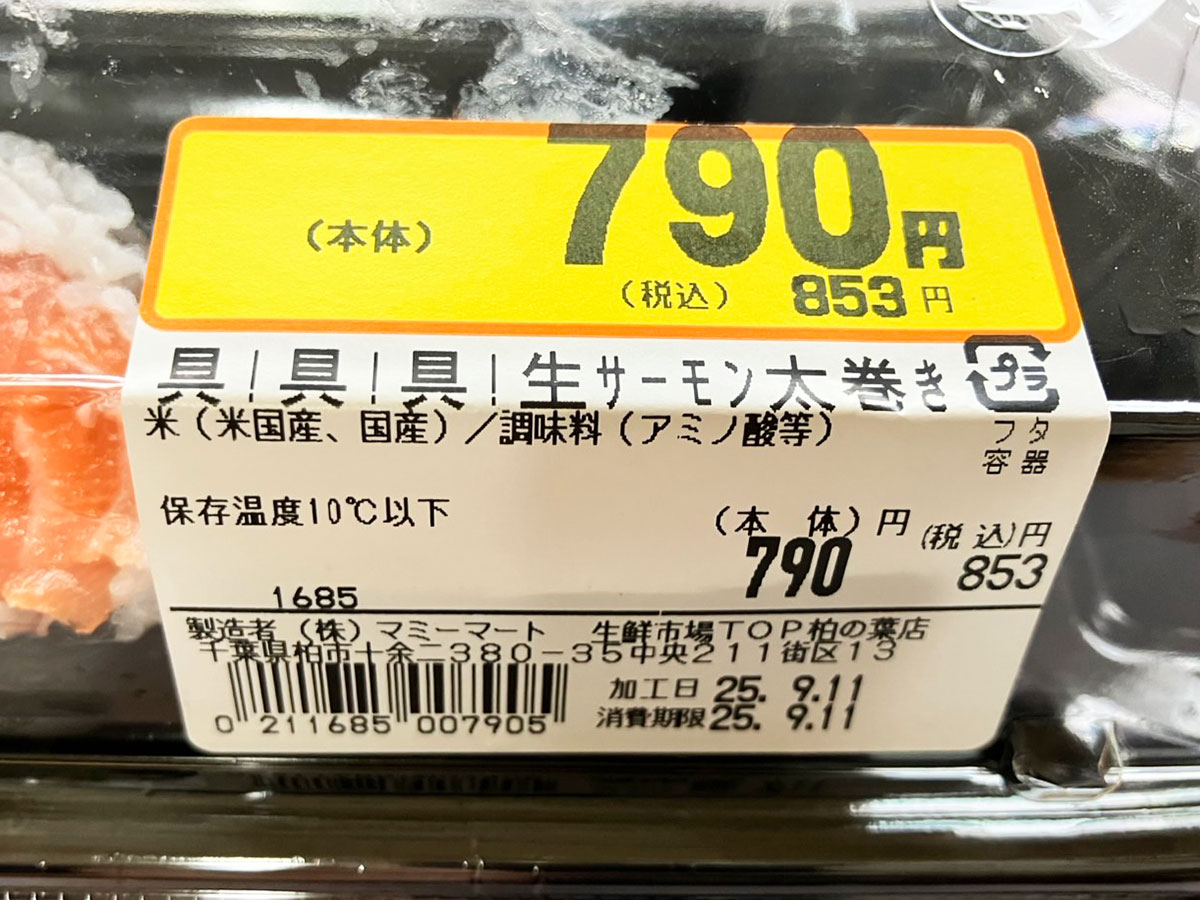 790円
(本体)
(税込) 853円
具|具|具|生サーモン太巻き プラ
米(米国産、国産)/調味料(アミノ酸等)
フタ
容器
保存温度10℃以下
(本 体)円 (税 込)円
790 853
1685
製造者 (株)マミーマート 生鮮市場TOP柏の葉店
千葉県柏市十余二380-35中央211街区13
加工日 25. 9.11
消費期限 25. 9.11
0 211685 007905